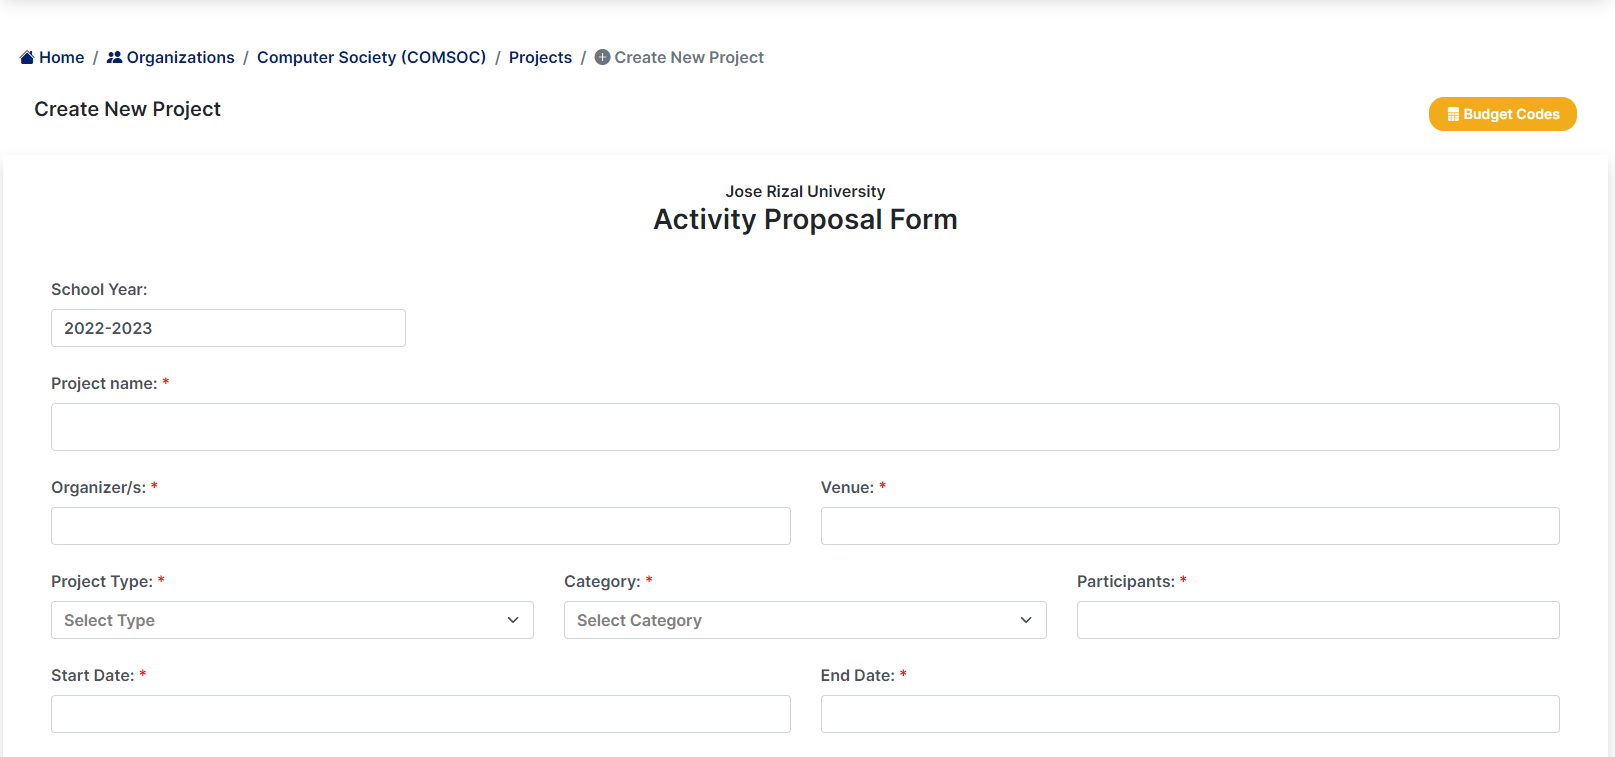 Home / Organizations / Computer Society (COMSOC) / Projects / Create New Project
Create New Project
Budget Codes
Jose Rizal University
Activity Proposal Form
School Year:
2022-2023
Project name: *
Organizer/s: * Venue: *
Project Type: * Category: * Participants: *
Select Type Select Category
Start Date: * End Date: *